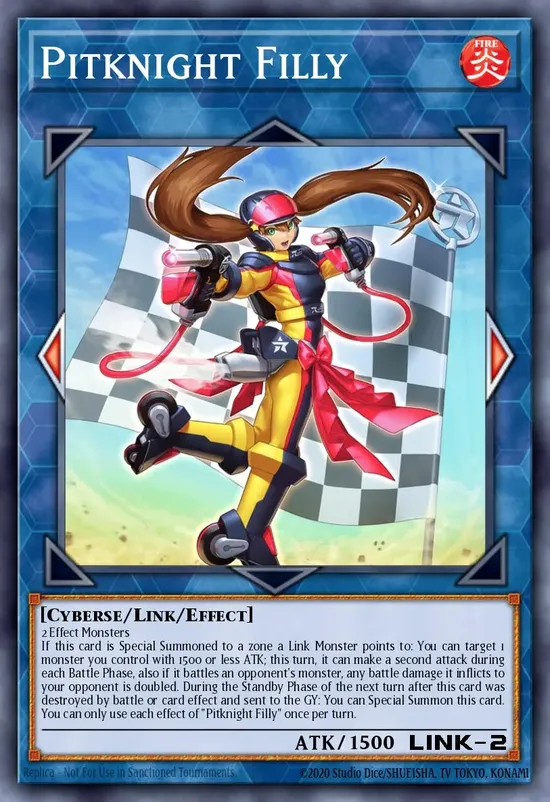 PITKNIGHT FILLY
FIRE
炎
[CYBERSE/LINK/EFFECT]
2 Effect Monsters
If this card is Special Summoned to a zone a Link Monster points to: You can target 1
monster you control with 1500 or less ATK; this turn, it can make a second attack during
each Battle Phase, also if it battles an opponent's monster, any battle damage it inflicts to
your opponent is doubled. During the Standby Phase of the next turn after this card was
destroyed by battle or card effect and sent to the GY: You can Special Summon this card.
You can only use each effect of "Pitknight Filly" once per turn.
ATK/1500 LINK-2
Replica - Not For Use in Sanctioned Tournaments
©2020 Studio Dice/SHUEISHA, TV TOKYO, KONAMI